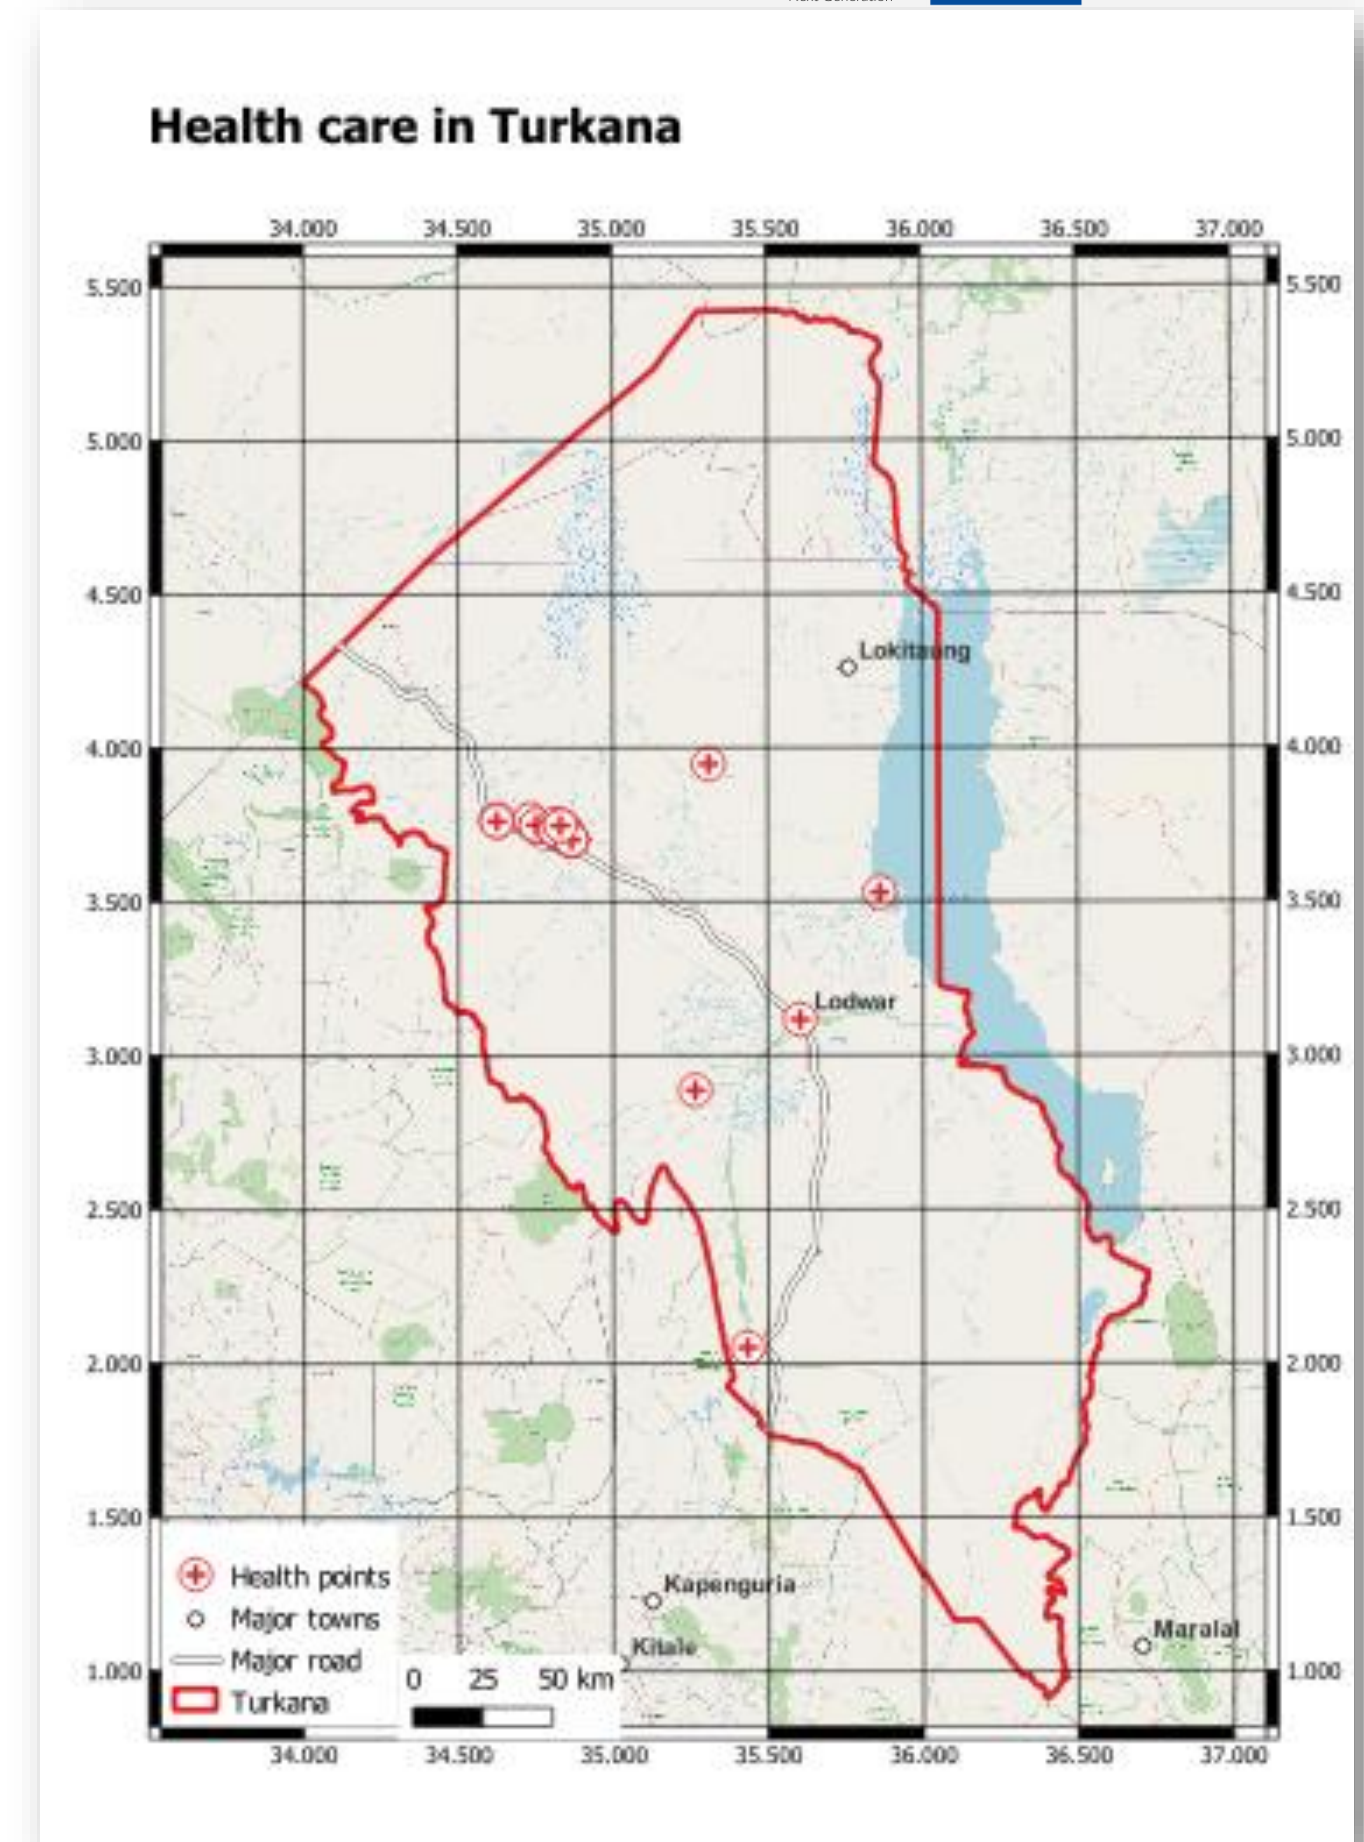 Health care in Turkana
34.000 34.500 35.000 35.500 36.000 36.500 37.000
5.500 5.500
5.000 5.000
4.500 4.500
Lokitaung
4.000 4.000
3.500 3.500
Lodwar
3.000 3.000
2.500 2.500
2.000 2.000
1.500 1.500
Health points
Kapenguria
Major towns
Maralal
Kitale
Major road
1.000 0 25 50 km 1.000
Turkana
34.000 34.500 35.000 35.500 36.000 36.500 37.000